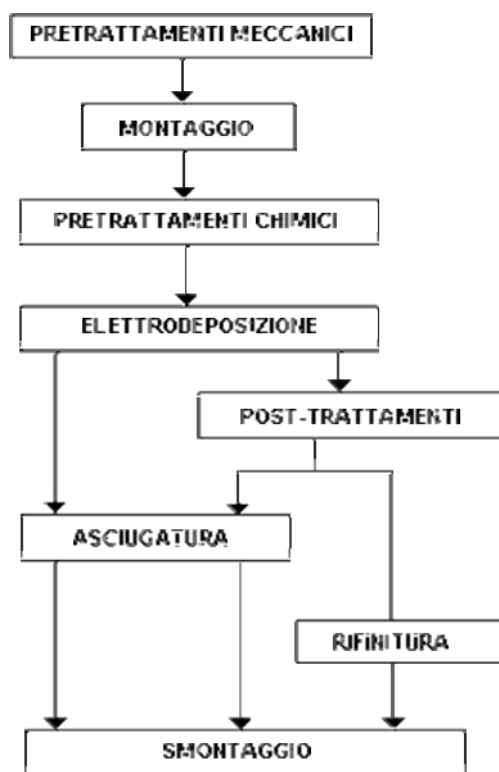 PRETRATTAMENTI MECCANICI
MONTAGGIO
PRETRATTAMENTI CHIMICI
ELETTRODEPOSIZIONE
POST-TRATTAMENTI
ASCIUGATURA
RIFINITURA
SMONTAGGIO